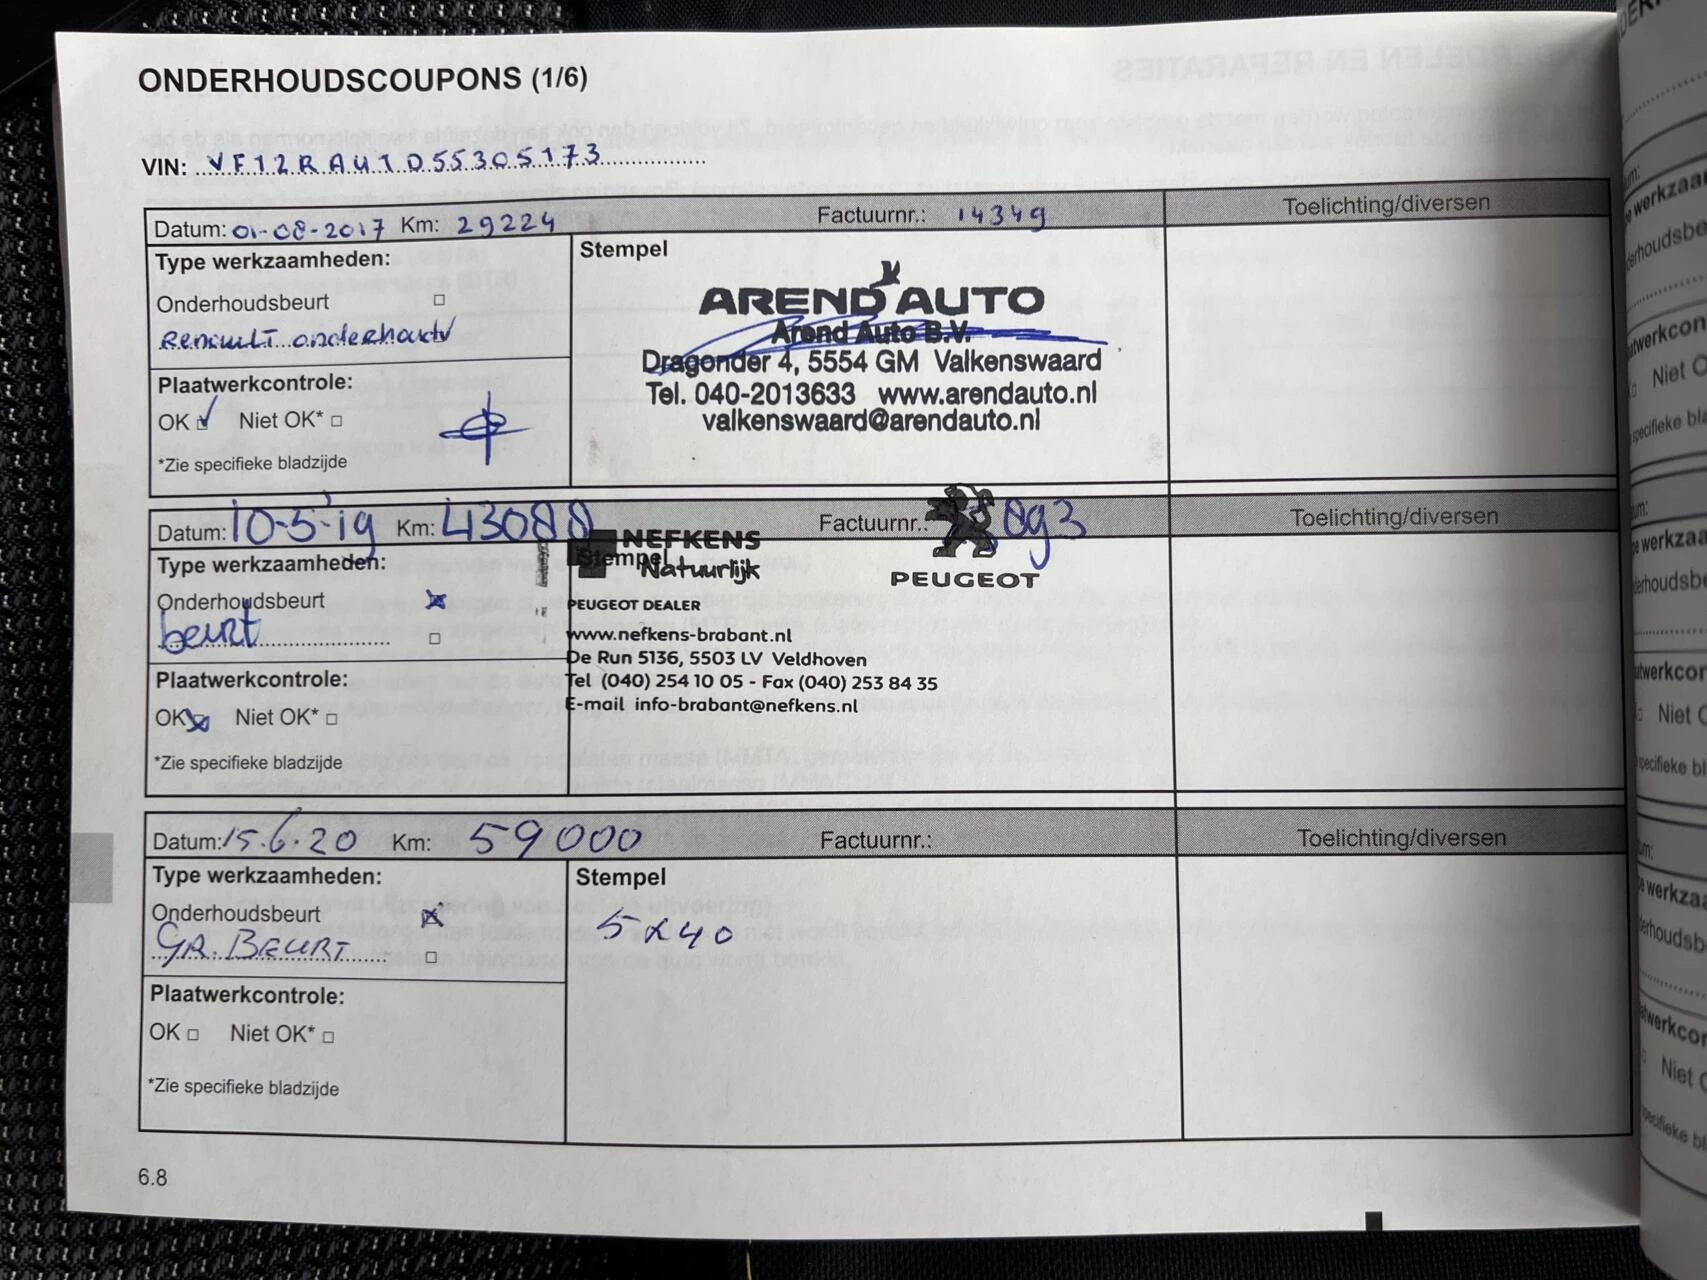 ONDERHOUDSCOUPONS (1/6)
VIN: VF12RAU1D55305173
Datum: 01-08-2017 Km: 29224 Factuurnr.: 14349 Toelichting/diversen
Type werkzaamheden:
Stempel
Onderhoudsbeurt
Renault onderhoud
AREND AUTO
Arend Auto B.V.
Dragonder 4, 5554 GM Valkenswaard
Tel. 040-2013633 www.arendauto.nl
valkenswaard@arendauto.nl
Plaatwerkcontrole:
OK Niet OK*
*Zie specifieke bladzijde
Datum: 10-5-19 Km: 43088 Factuurnr.: 893 Toelichting/diversen
Type werkzaamheden:
Stempel
NEFKENS
Natuurlijk
PEUGEOT
PEUGEOT DEALER
www.nefkens-brabant.nl
De Run 5136, 5503 LV Veldhoven
Tel (040) 254 10 05 - Fax (040) 253 84 35
E-mail info-brabant@nefkens.nl
Onderhoudsbeurt
beurt
Plaatwerkcontrole:
OK Niet OK*
*Zie specifieke bladzijde
Datum: 15.6.20 Km: 59000 Factuurnr.: Toelichting/diversen
Type werkzaamheden:
Stempel
Onderhoudsbeurt
GR. BEURT
5x40
Plaatwerkcontrole:
OK Niet OK*
*Zie specifieke bladzijde
6.8